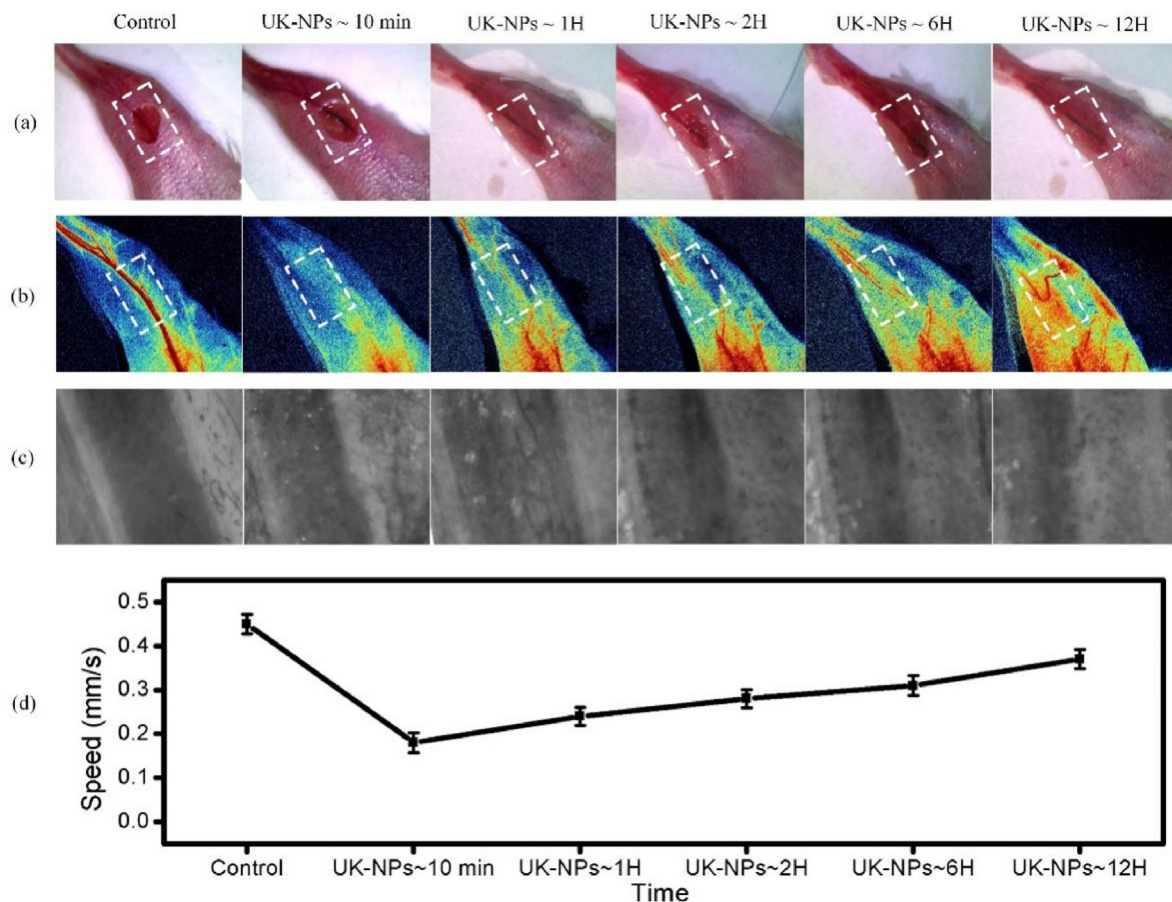 Control UK-NPs ~ 10 min UK-NPs ~ 1H UK-NPs ~ 2H UK-NPs ~ 6H UK-NPs ~ 12H
(a)
(b)
(c)
(d)
Speed (mm/s)
0.5
0.4
0.3
0.2
0.1
0.0
Control UK-NPs~10 min UK-NPs~1H UK-NPs~2H UK-NPs~6H UK-NPs~12H
Time